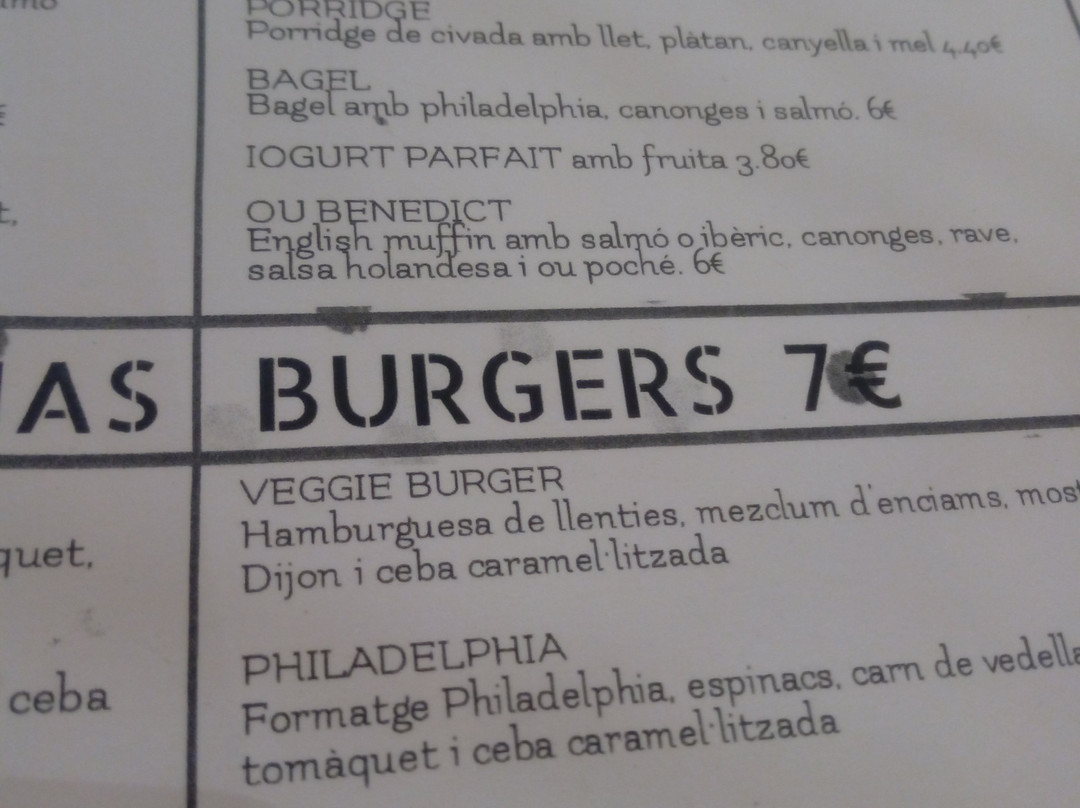 PORRIDGE
Porridge de civada amb llet, plàtan, canyella i mel 4.40€
BAGEL
Bagel amb philadelphia, canonges i salmó. 6€
IOGURT PARFAIT amb fruita 3.80€
OU BENEDICT
English muffin amb salmó o ibèric, canonges, rave,
salsa holandesa i ou poché. 6€
AS
BURGERS 7€
VEGGIE BURGER
Hamburguesa de llenties, mezclum d'enciams, most
Dijon i ceba caramel·litzada
quet,
PHILADELPHIA
Formatge Philadelphia, espinacs, carn de vedella
tomàquet i ceba caramel·litzada
ceba